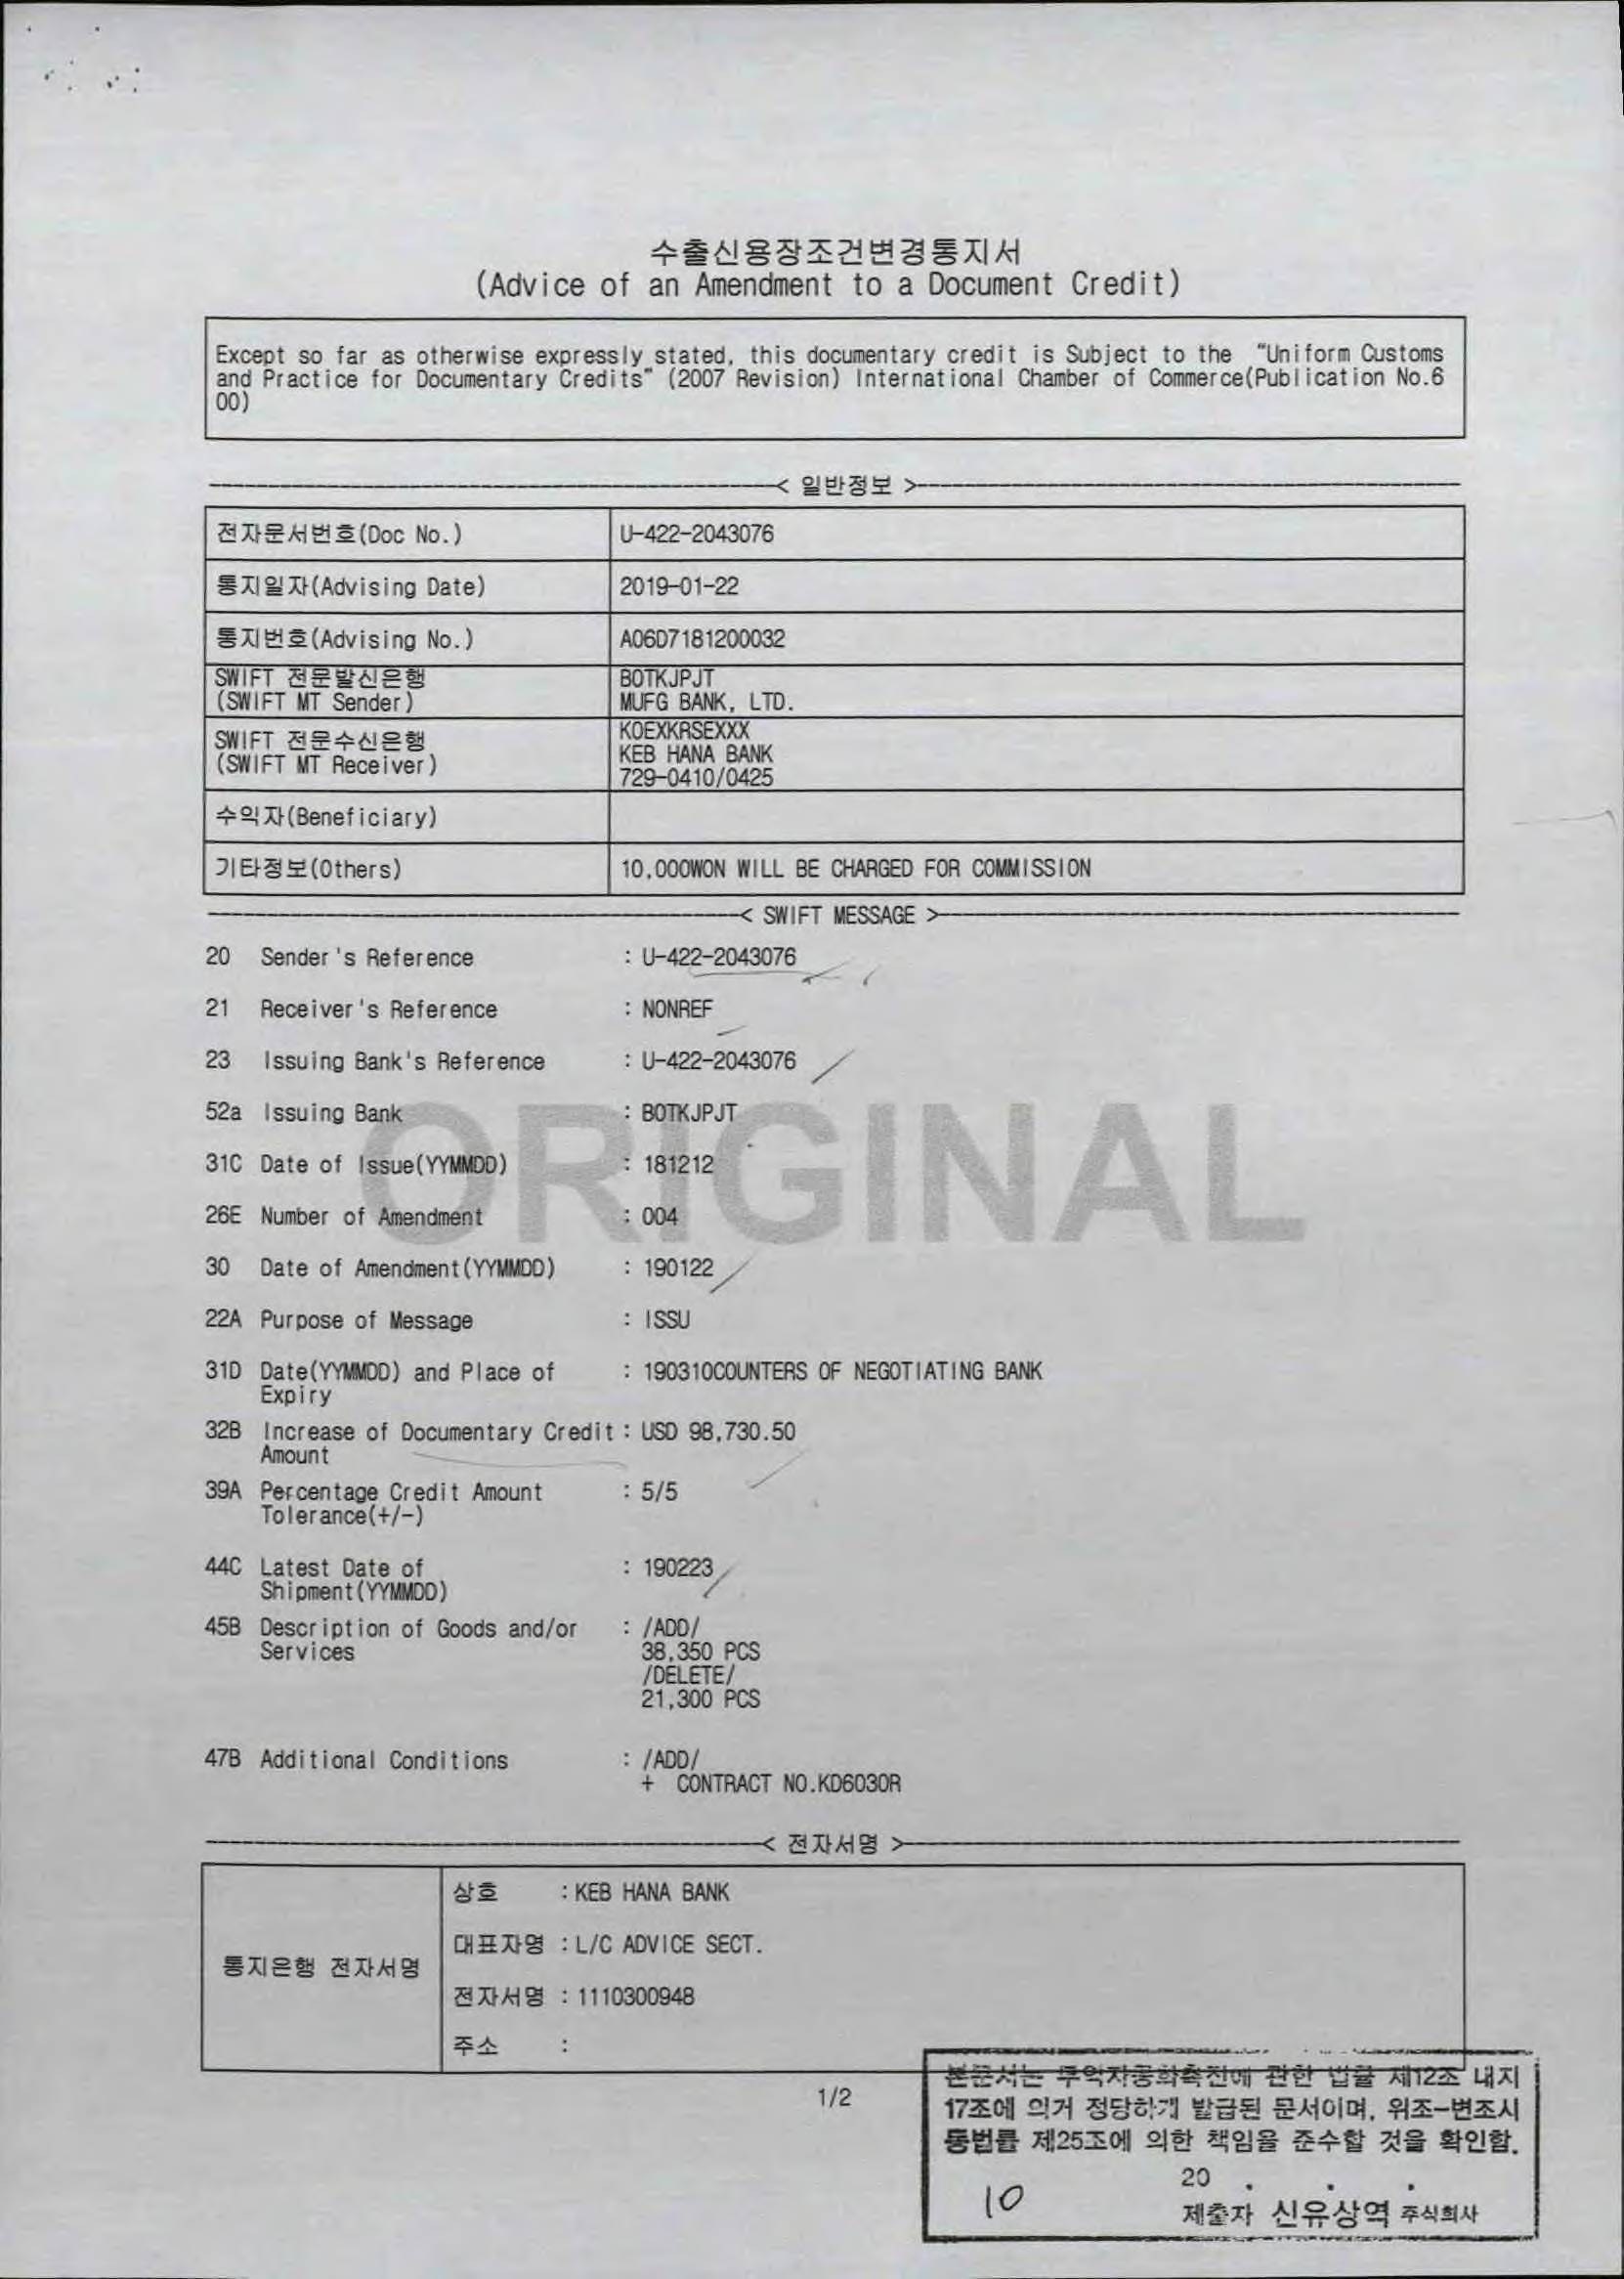 수출신용장조건변경통지서
(Advice of an Amendment to a Document Credit)
Except so far as otherwise expressly stated, this documentary credit is Subject to the "Uniform Customs
and Practice for Documentary Credits" (2007 Revision) International Chamber of Commerce(Publication No.6
00)
< 일반정보 >
전자문서번호(Doc No.) U-422-2043076
통지일자(Advising Date) 2019-01-22
통지번호(Advising No.) A06D7181200032
SWIFT 전문발신은행 BOTKJPJT
(SWIFT MT Sender) MUFG BANK, LTD.
KOEXKRSEXXX
SWIFT 전문수신은행 KEB HANA BANK
(SWIFT MT Receiver) 729-0410/0425
수익자(Beneficiary)
기타정보(Others) 10,000WON WILL BE CHARGED FOR COMMISSION
< SWIFT MESSAGE >
20 Sender's Reference : U-422-2043076
21 Receiver's Reference : NONREF
23 Issuing Bank's Reference : U-422-2043076
52a Issuing Bank : BOTKJPJT
ORIGINAL
31C Date of Issue(YYMMDD) : 181212
26E Number of Amendment : 004
30 Date of Amendment(YYMMDD) : 190122
22A Purpose of Message : ISSU
31D Date(YYMMDD) and Place of : 190310COUNTERS OF NEGOTIATING BANK
Expiry
32B Increase of Documentary Credit : USD 98,730.50
Amount
39A Percentage Credit Amount : 5/5
Tolerance(+/-)
44C Latest Date of : 190223
Shipment(YYMMDD)
45B Description of Goods and/or : /ADD/
Services 38,350 PCS
/DELETE/
21,300 PCS
47B Additional Conditions : /ADD/
+ CONTRACT NO.KD6030R
< 전자서명 >
통지은행 전자서명
상호 : KEB HANA BANK
대표자명 : L/C ADVICE SECT.
전자서명 : 1110300948
주소 :
1/2
본문서는 무역자동화촉진에 관한 법률 제12조 내지
17조에 의거 정당하게 발급된 문서이며, 위조-변조시
동법률 제25조에 의한 책임을 준수할 것을 확인함.
20 . . .
10
제출자 신유상역 주식회사